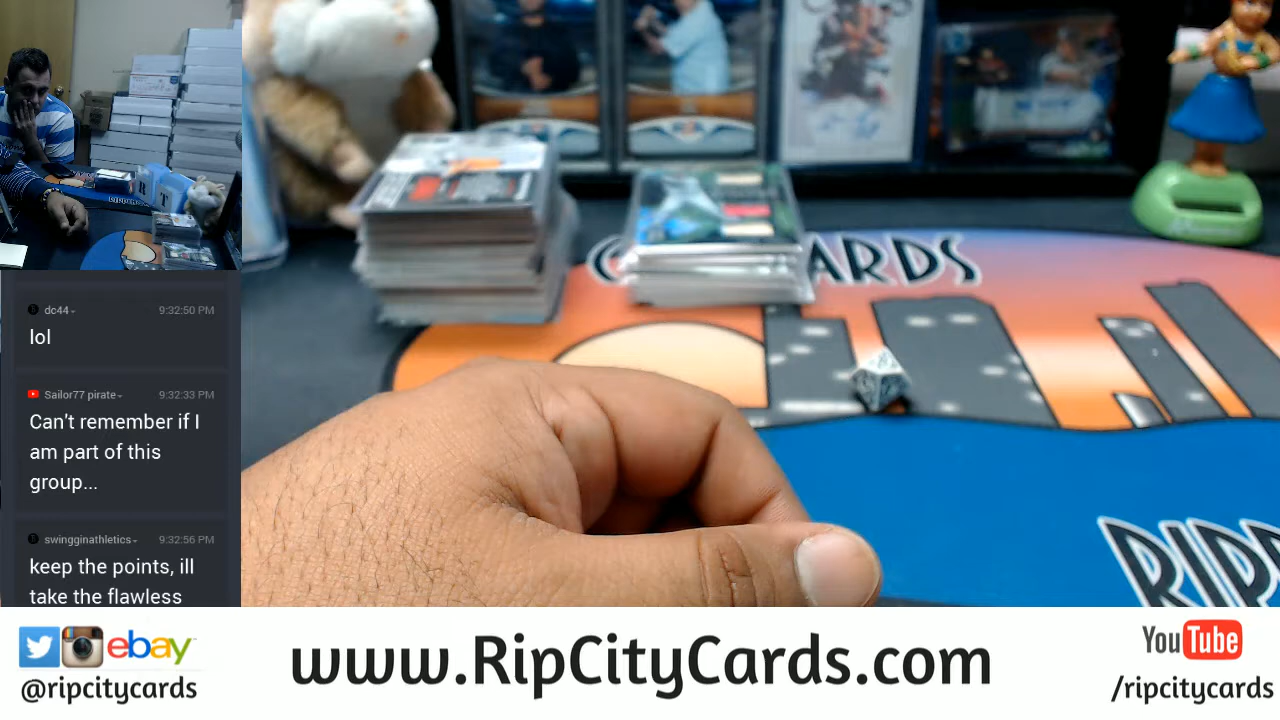 dc44
9:32:50 PM
lol
Sailor77 pirate
9:32:33 PM
Can't remember if I
am part of this
group...
swingginathletics
9:32:56 PM
keep the points, ill
take the flawless
ARDS
RIPP
R T
ebay
@ripcitycards
www.RipCityCards.com
YouTube
/ripcitycards